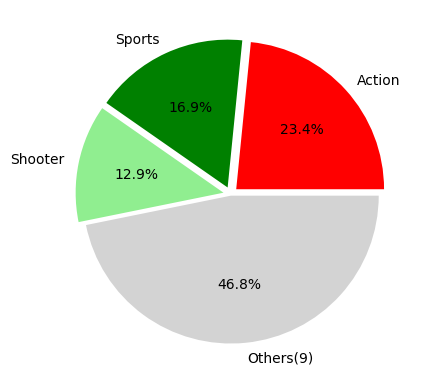 Sports
Action
16.9%
23.4%
Shooter
12.9%
46.8%
Others(9)